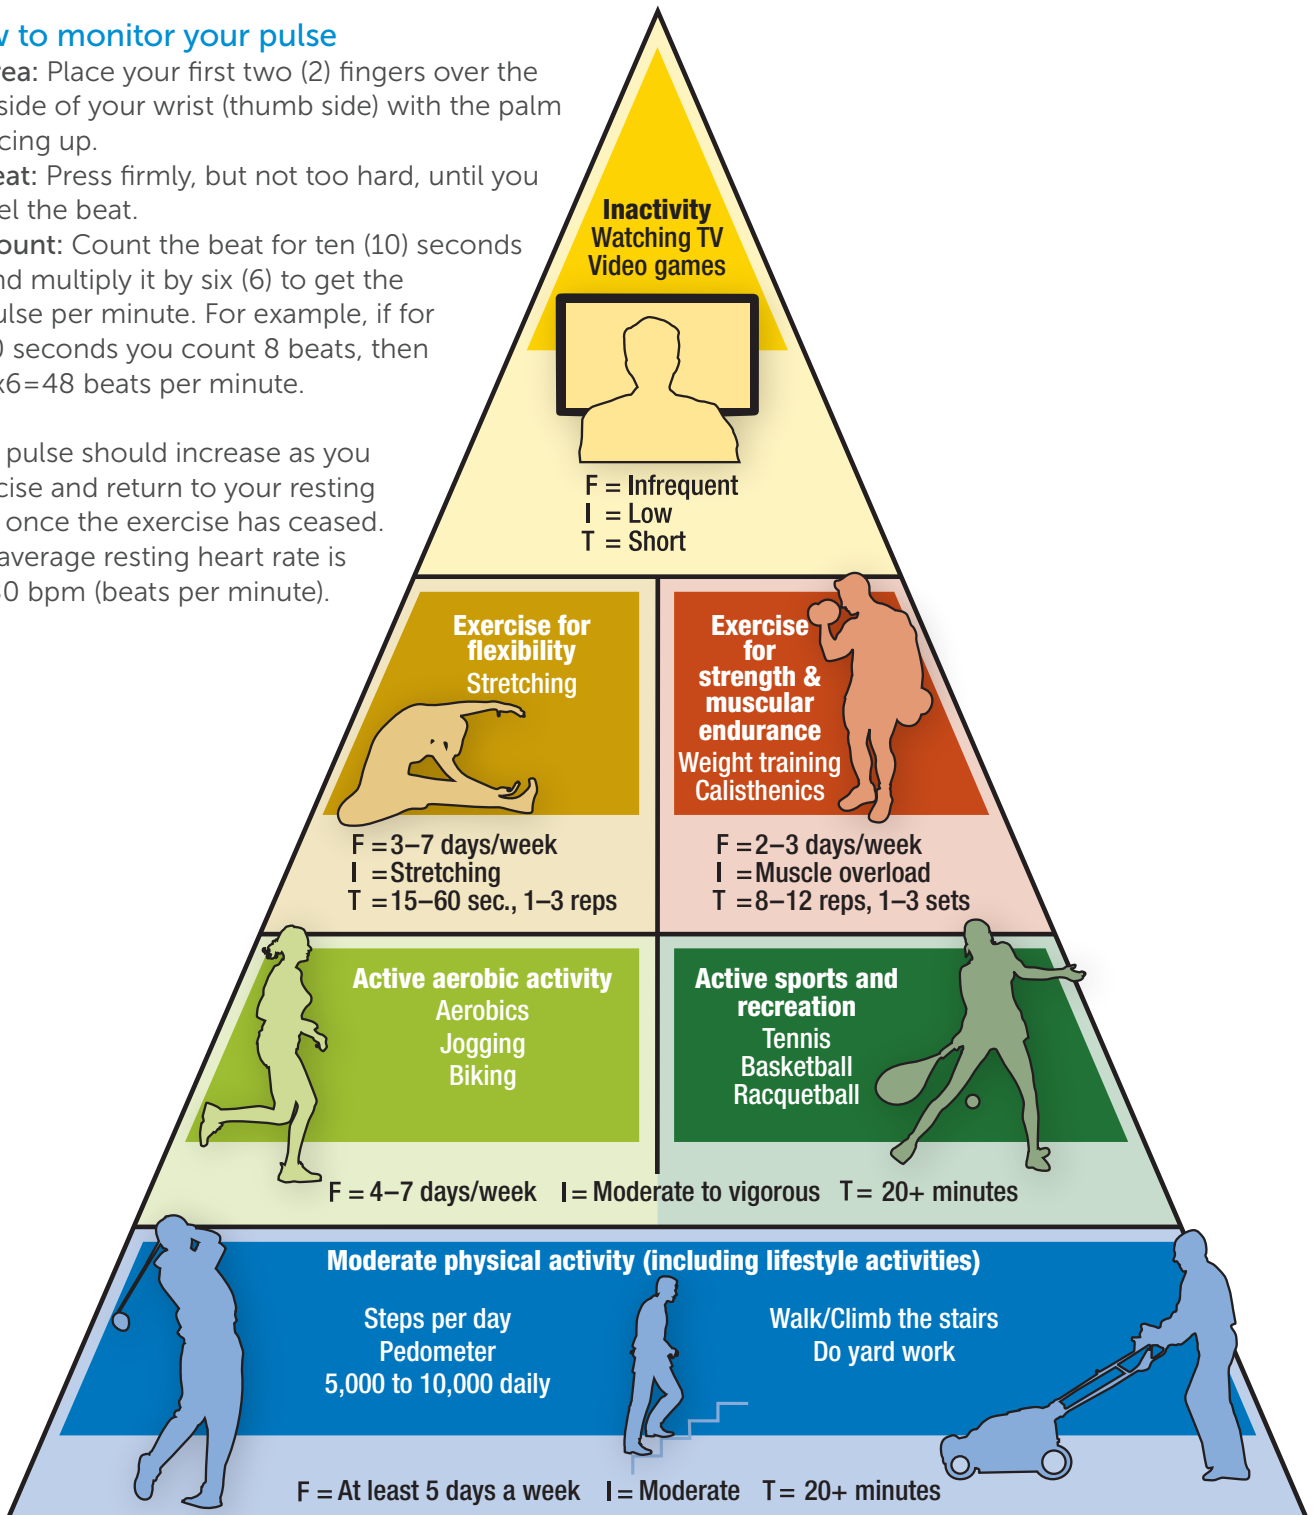 w to monitor your pulse
rea: Place your first two (2) fingers over the
side of your wrist (thumb side) with the palm
cing up.
eat: Press firmly, but not too hard, until you
el the beat.
ount: Count the beat for ten (10) seconds
nd multiply it by six (6) to get the
ulse per minute. For example, if for
0 seconds you count 8 beats, then
x6=48 beats per minute.
pulse should increase as you
cise and return to your resting
once the exercise has ceased.
average resting heart rate is
80 bpm (beats per minute).
Inactivity
Watching TV
Video games
F = Infrequent
I = Low
T = Short
Exercise for
flexibility
Stretching
F = 3–7 days/week
I = Stretching
T = 15–60 sec., 1–3 reps
Exercise
for
strength &
muscular
endurance
Weight training
Calisthenics
F = 2–3 days/week
I = Muscle overload
T = 8–12 reps, 1–3 sets
Active aerobic activity
Aerobics
Jogging
Biking
Active sports and
recreation
Tennis
Basketball
Racquetball
F = 4–7 days/week I = Moderate to vigorous T = 20+ minutes
Moderate physical activity (including lifestyle activities)
Steps per day
Pedometer
5,000 to 10,000 daily
Walk/Climb the stairs
Do yard work
F = At least 5 days a week I = Moderate T = 20+ minutes